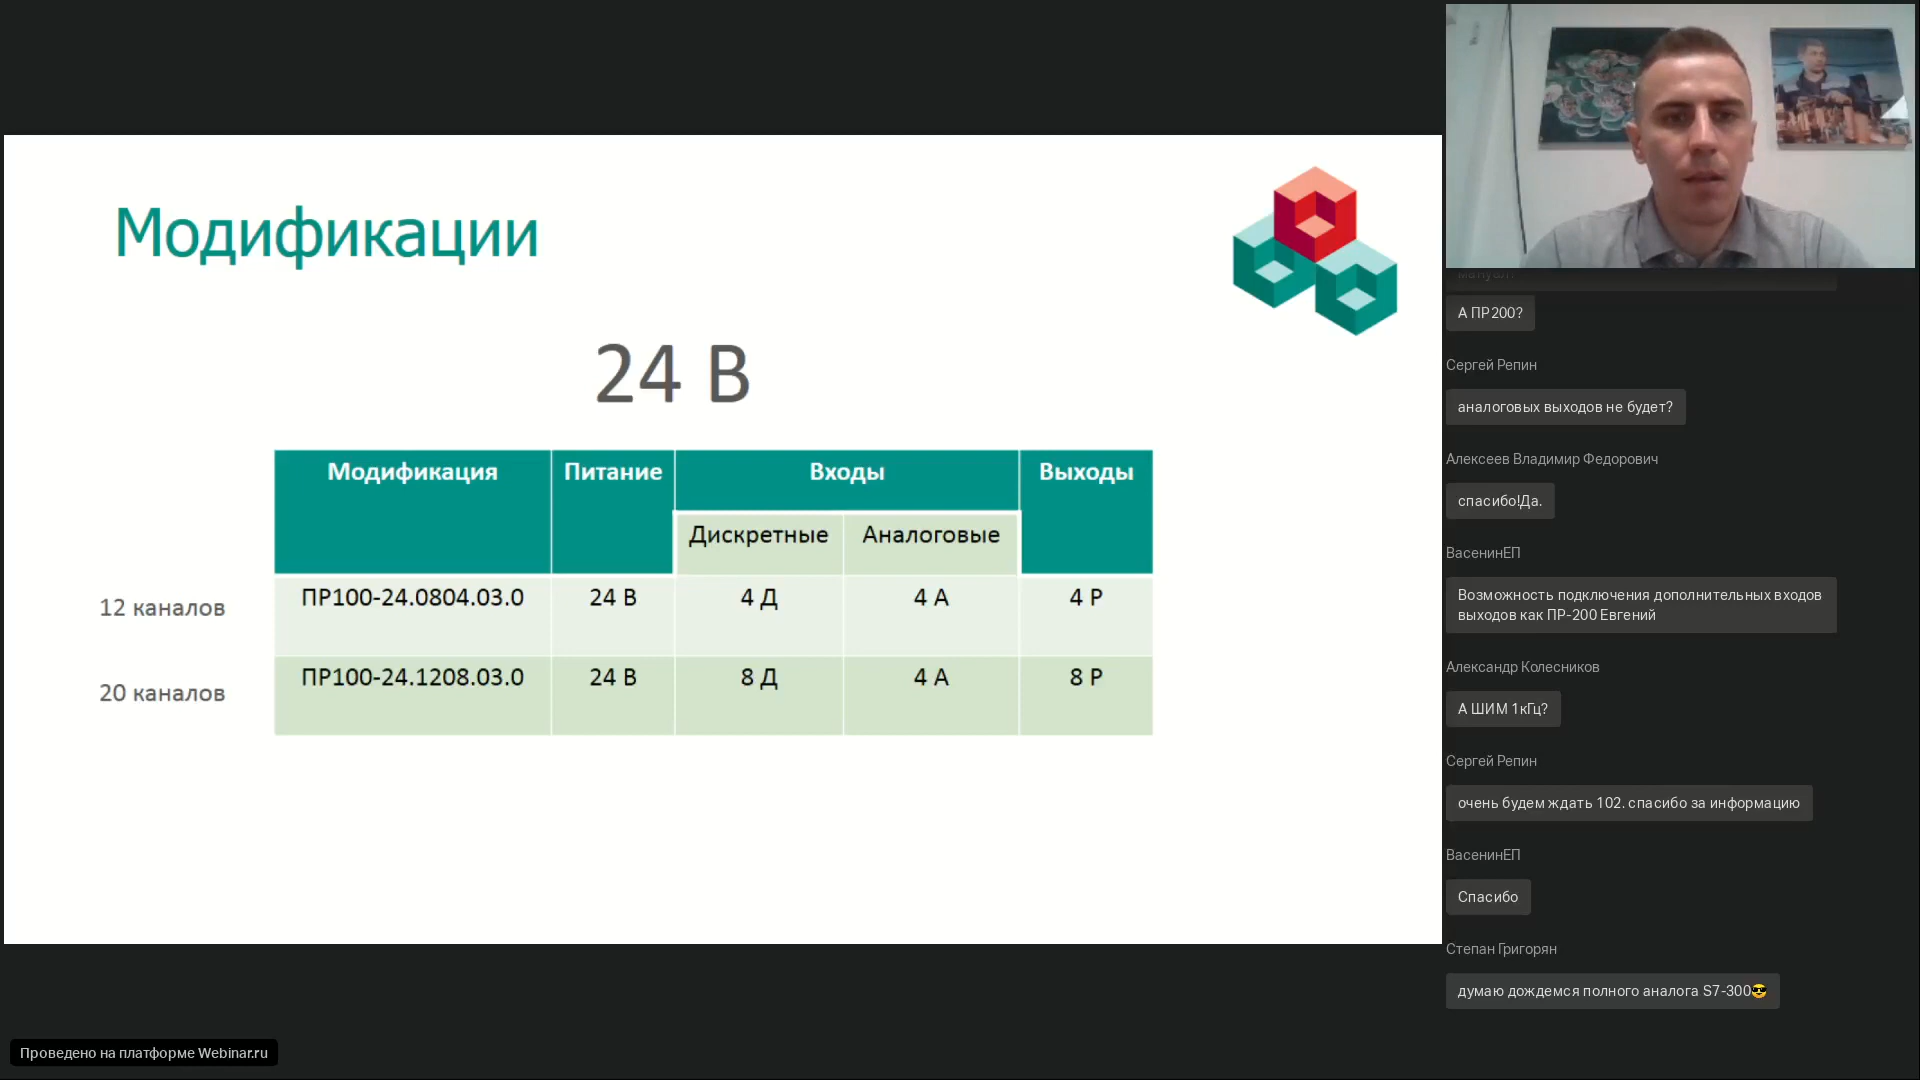 Модификации
24 В
Модификация Питание Входы Выходы
Дискретные Аналоговые
12 каналов ПР100-24.0804.03.0 24 В 4 Д 4 А 4 Р
20 каналов ПР100-24.1208.03.0 24 В 8 Д 4 А 8 Р
А ПР200?
Сергей Репин
аналоговых выходов не будет?
Алексеев Владимир Федорович
спасибо!Да.
ВасенинЕП
Возможность подключения дополнительных входов
выходов как ПР-200 Евгений
Александр Колесников
А ШИМ 1кГц?
Сергей Репин
очень будем ждать 102. спасибо за информацию
ВасенинЕП
Спасибо
Степан Григорян
думаю дождемся полного аналога S7-300😎
Проведено на платформе Webinar.ru